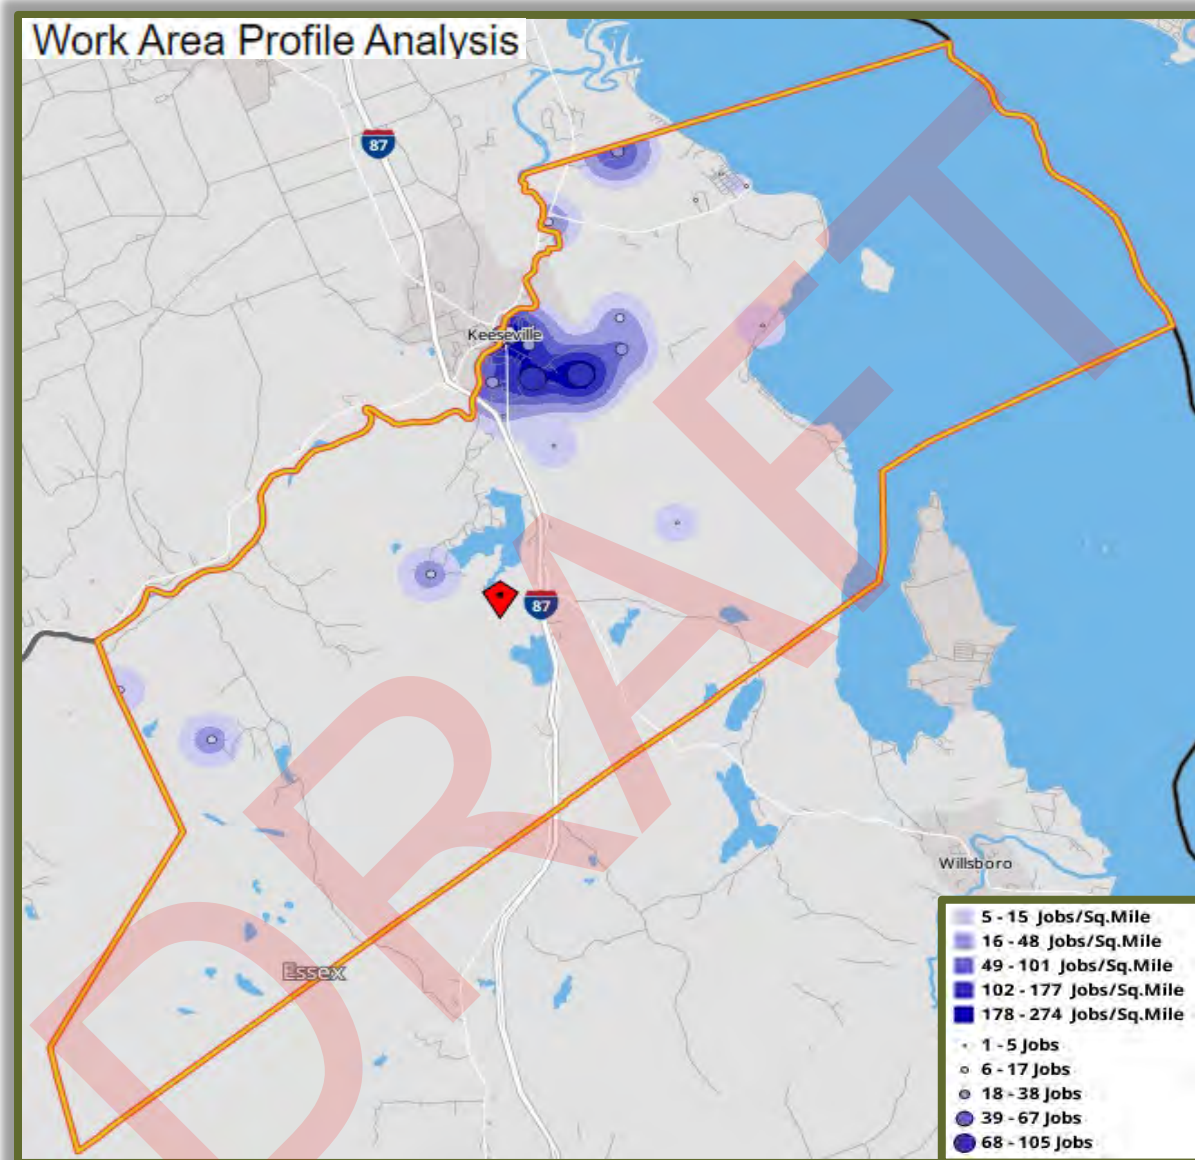 Work Area Profile Analysis
87
Keeseville
87
Willsboro
Essex
5 - 15 Jobs/Sq.Mile
16 - 48 Jobs/Sq.Mile
49 - 101 Jobs/Sq.Mile
102 - 177 Jobs/Sq.Mile
178 - 274 Jobs/Sq.Mile
1 - 5 Jobs
6 - 17 Jobs
18 - 38 Jobs
39 - 67 Jobs
68 - 105 Jobs
DRAFT